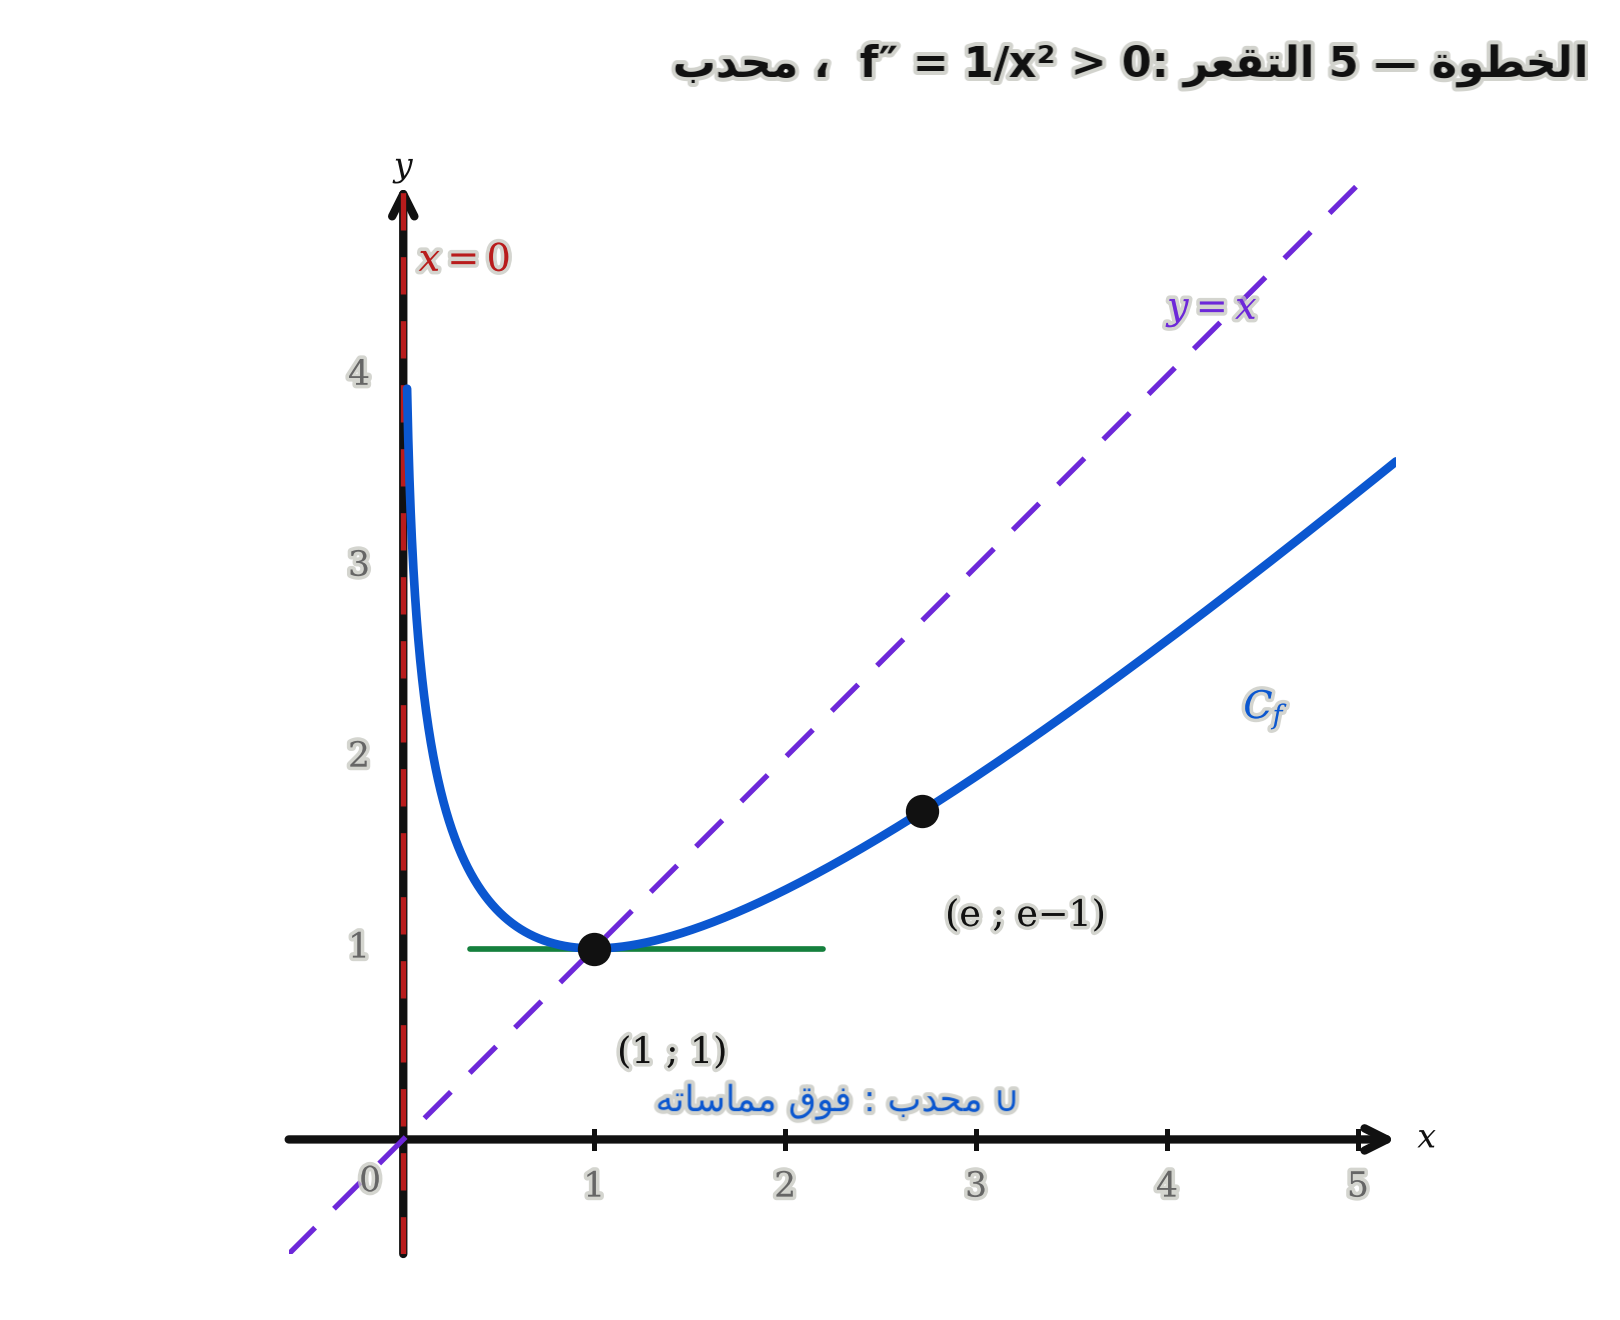 الخطوة 5 — التقعر: f″ = 1/x² > 0 ، محدب
y
x = 0
y = x
4
3
C_f
2
(e ; e−1)
1
(1 ; 1)
∪ محدب : فوق مماساته
x
0 1 2 3 4 5